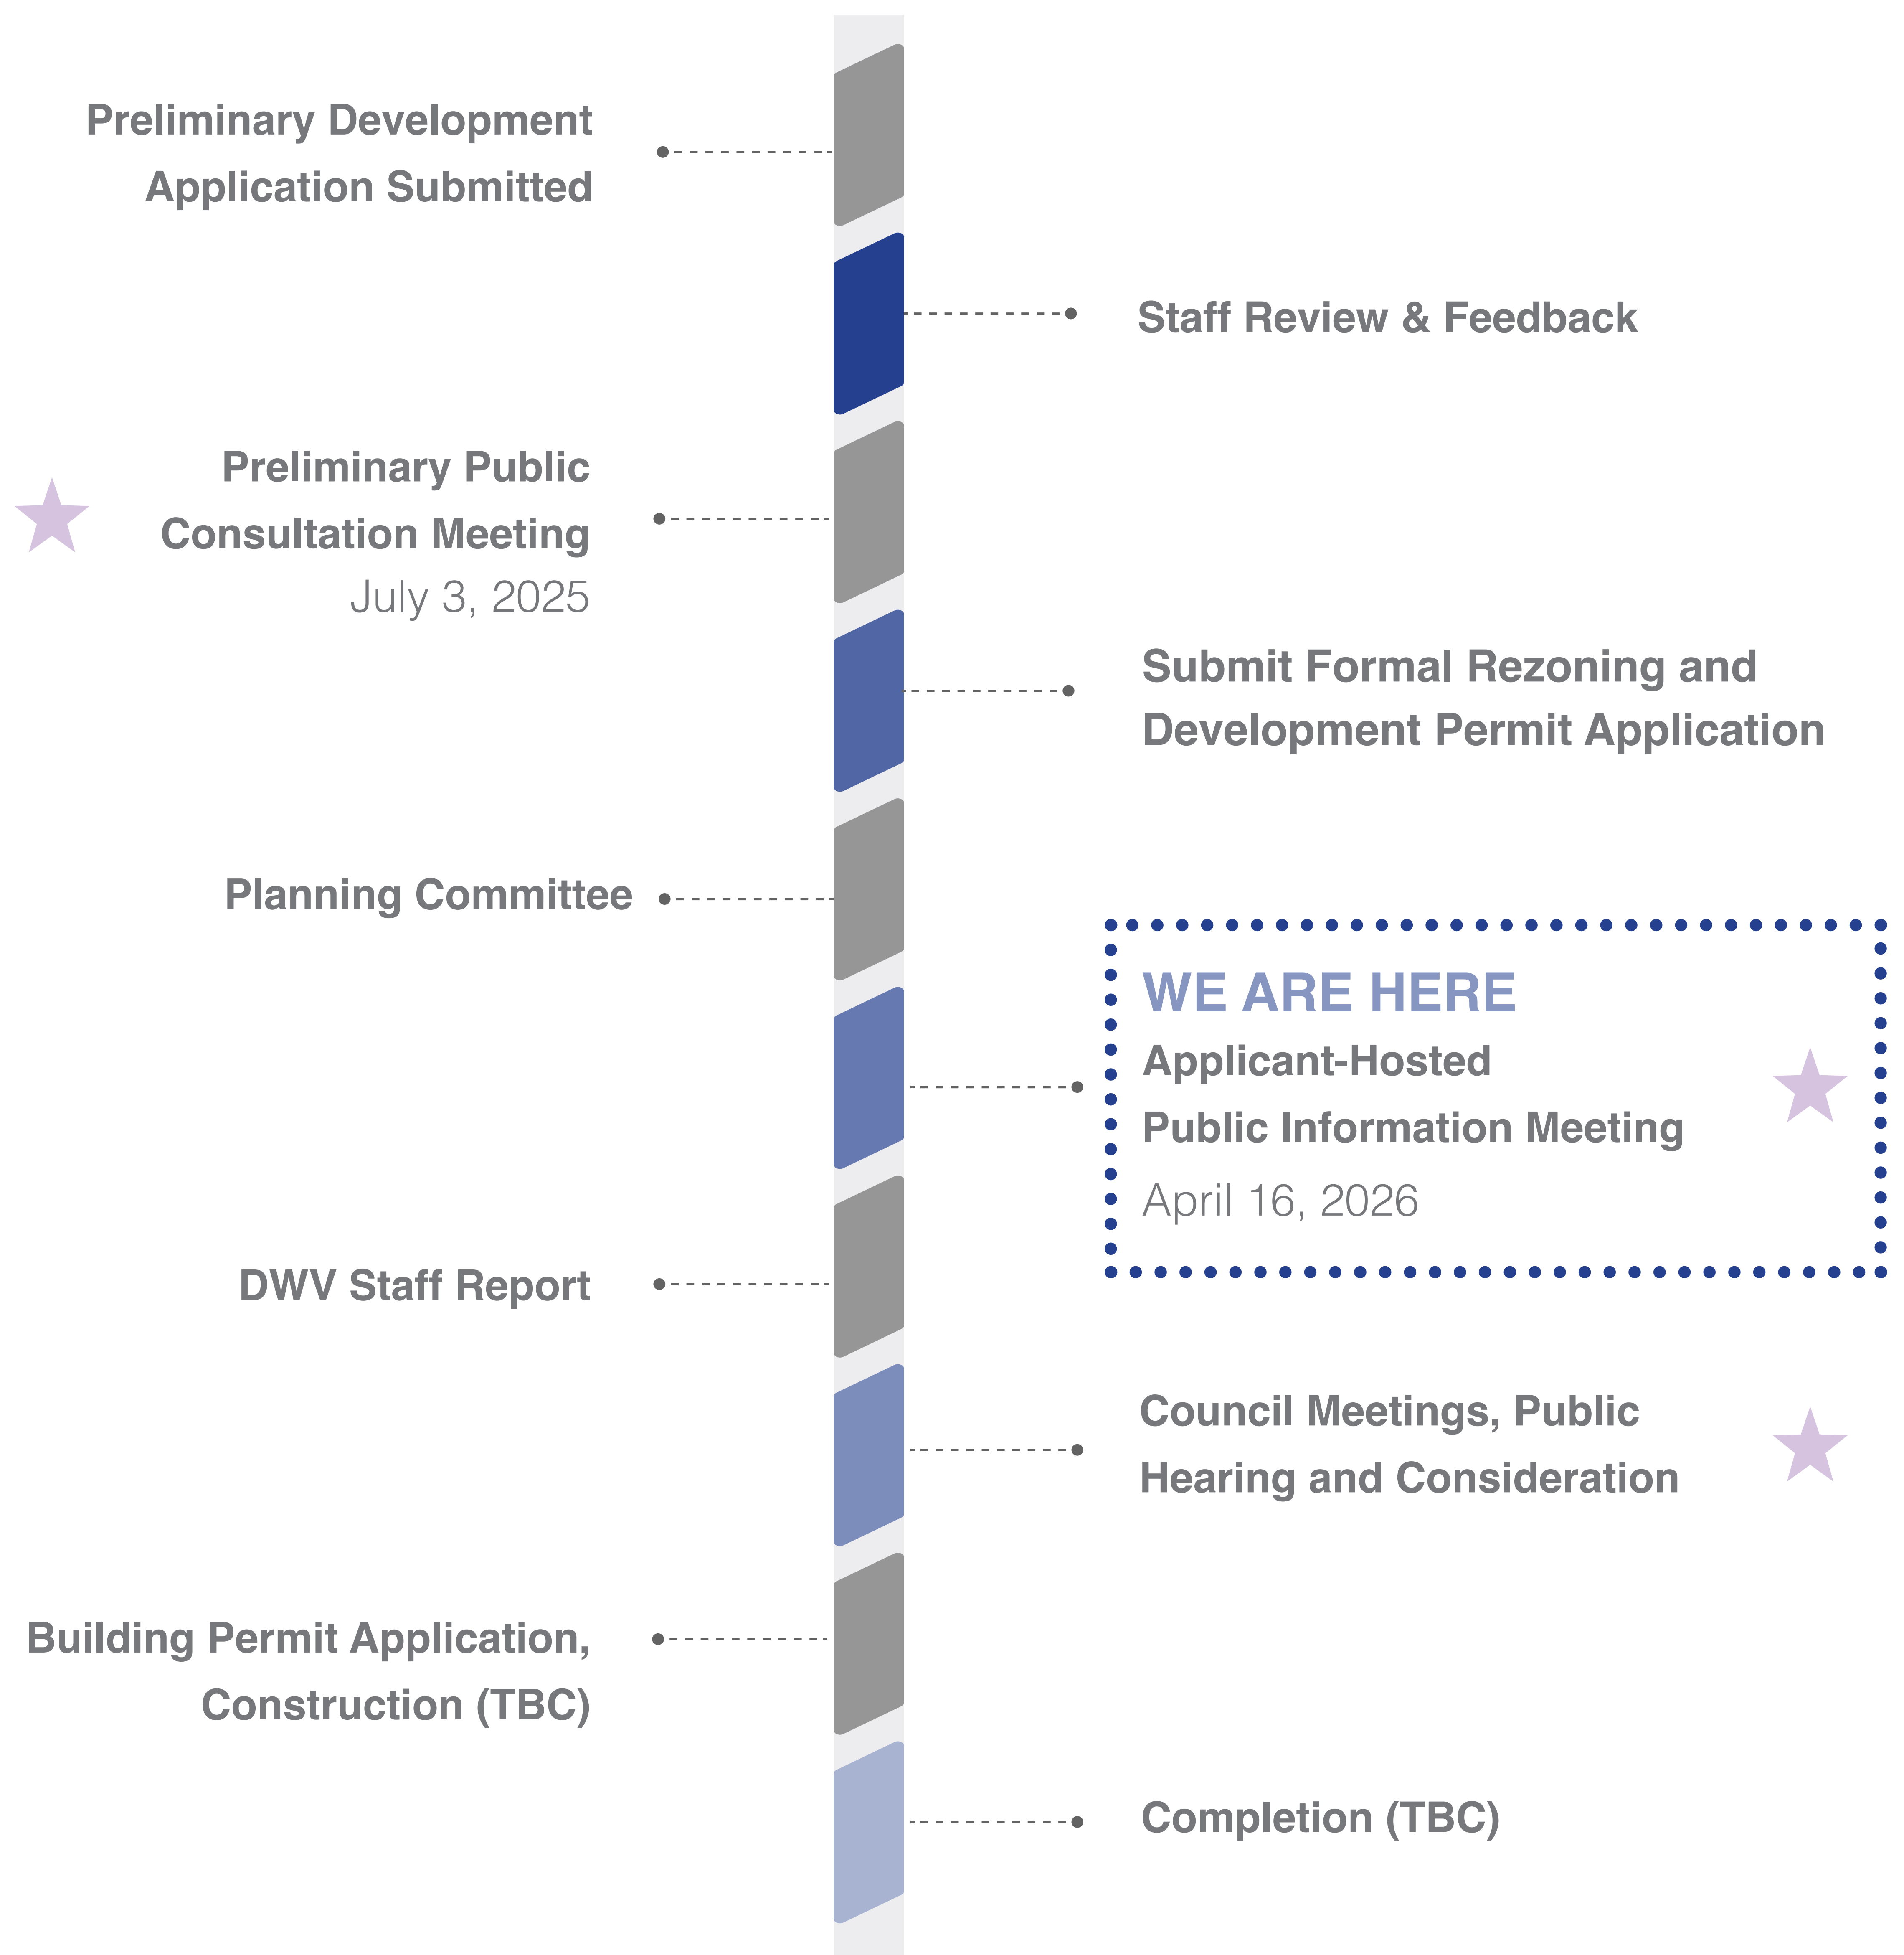 Preliminary Development
Application Submitted
Staff Review & Feedback
Preliminary Public
Consultation Meeting
July 3, 2025
Submit Formal Rezoning and
Development Permit Application
Planning Committee
WE ARE HERE
Applicant-Hosted
Public Information Meeting
April 16, 2026
DWV Staff Report
Council Meetings, Public
Hearing and Consideration
Building Permit Application,
Construction (TBC)
Completion (TBC)